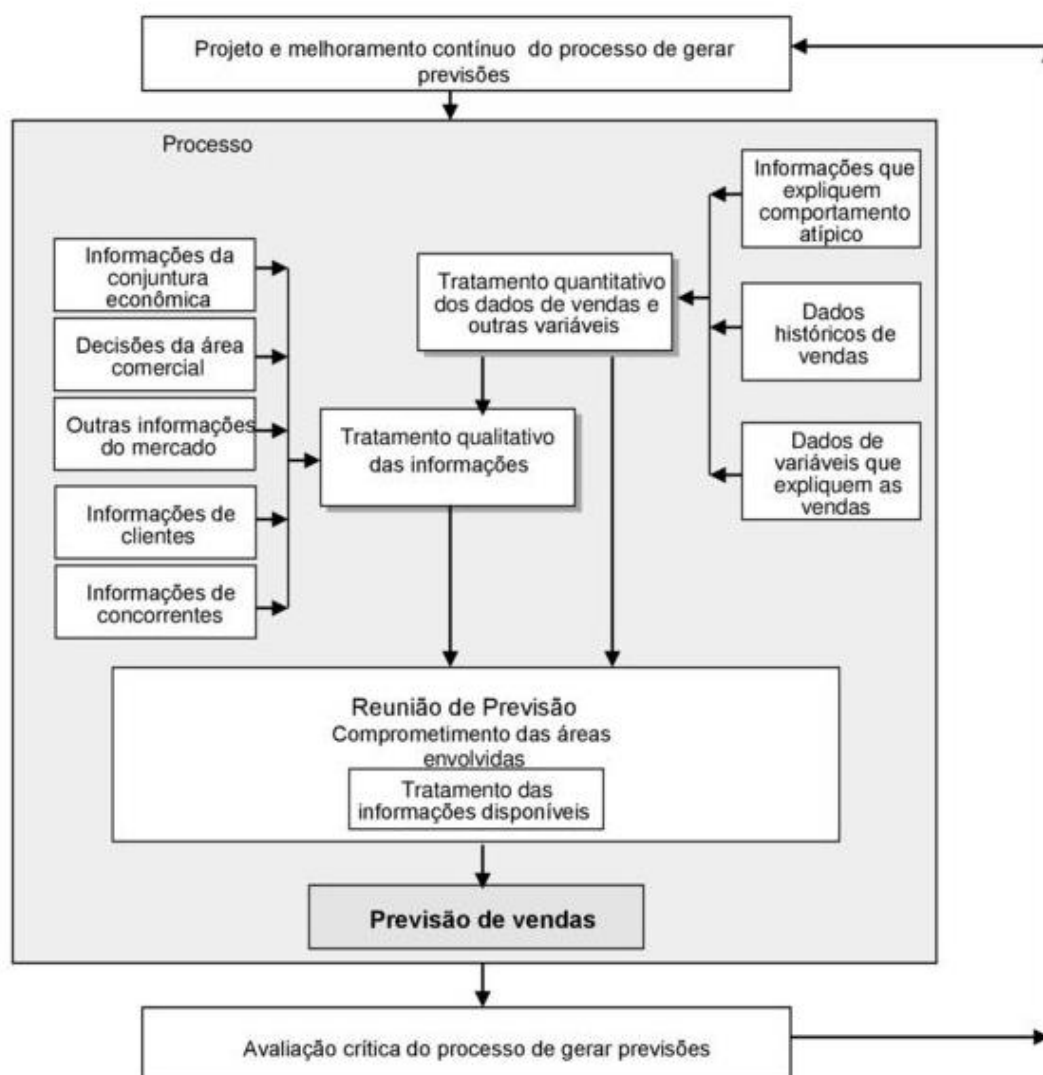 Projeto e melhoramento contínuo do processo de gerar
previsões
Processo
Informações que
expliquem
comportamento
atípico
Informações da
conjuntura
econômica
Tratamento quantitativo
dos dados de vendas e
outras variáveis
Dados
históricos de
vendas
Decisões da área
comercial
Outras informações
do mercado
Tratamento qualitativo
das informações
Dados de
variáveis que
expliquem as
vendas
Informações de
clientes
Informações de
concorrentes
Reunião de Previsão
Comprometimento das áreas
envolvidas
Tratamento das
informações disponíveis
Previsão de vendas
Avaliação crítica do processo de gerar previsões